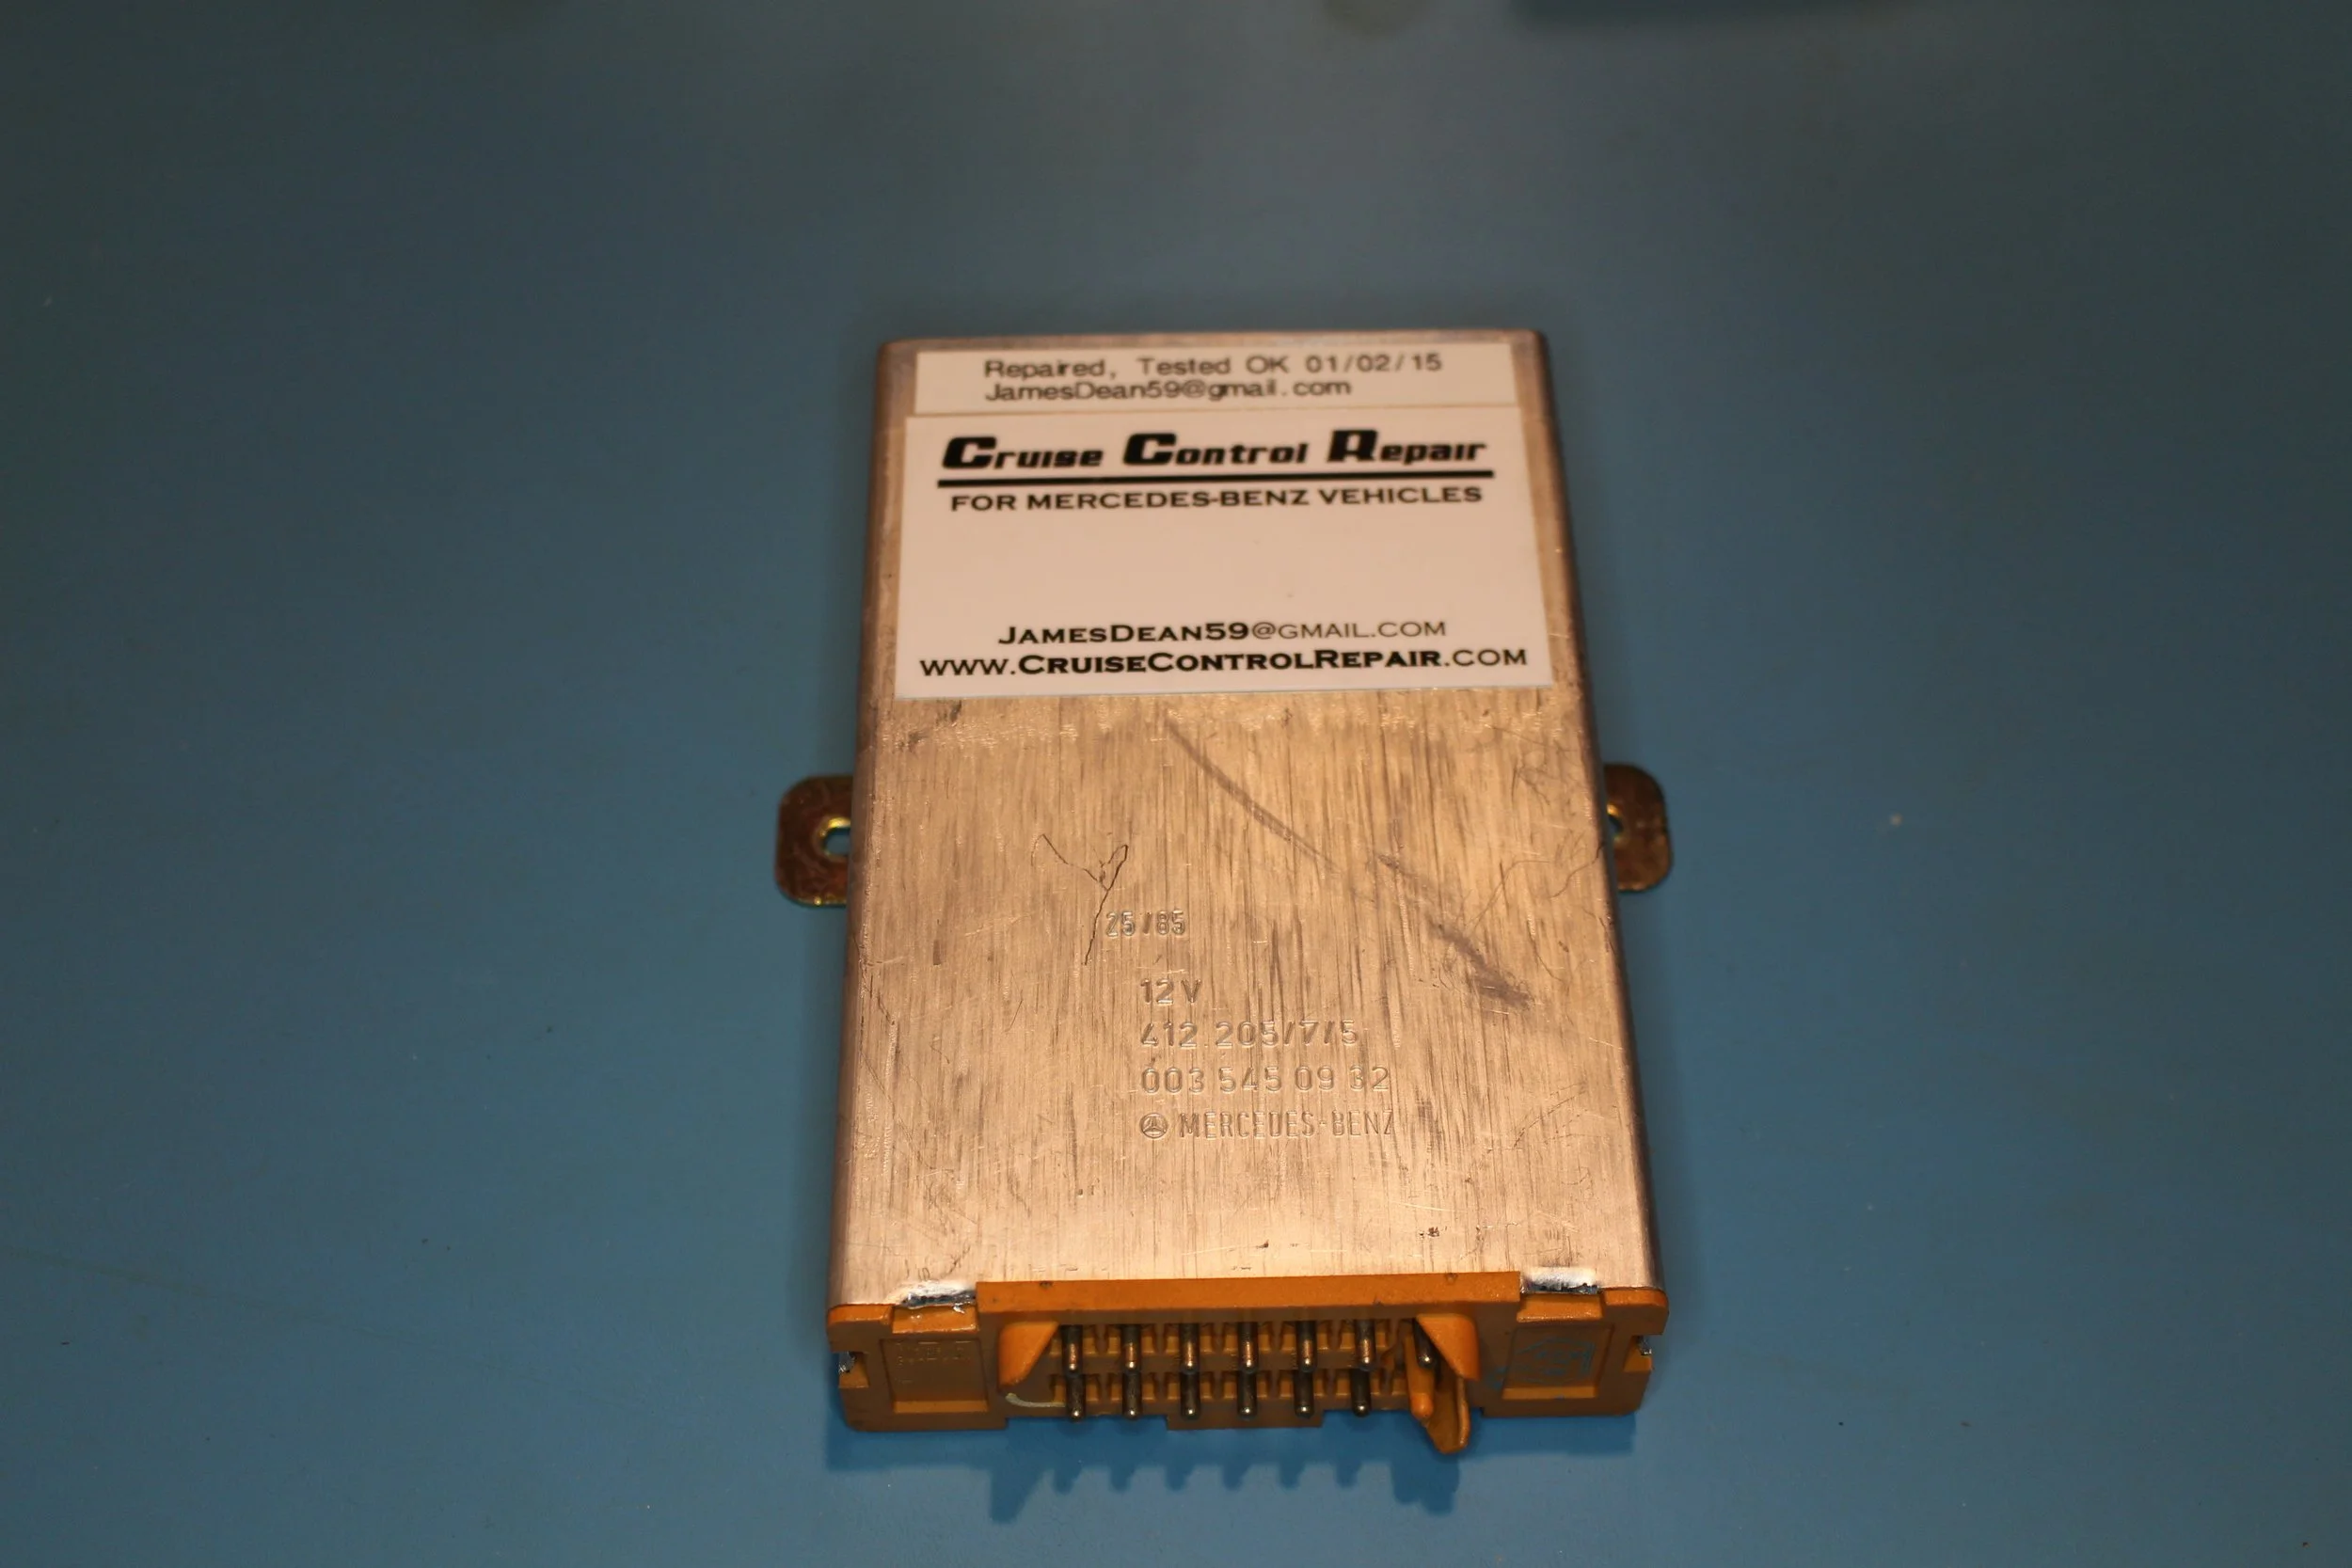 Repaired, Tested OK 01/02/15
JamesDean59@gmail.com
Cruise Control Repair
FOR MERCEDES-BENZ VEHICLES
JAMESDEAN59@GMAIL.COM
WWW.CRUISECONTROLREPAIR.COM
25/85
12V
412.205/7/5
003 545 09 32
MERCEDES-BENZ